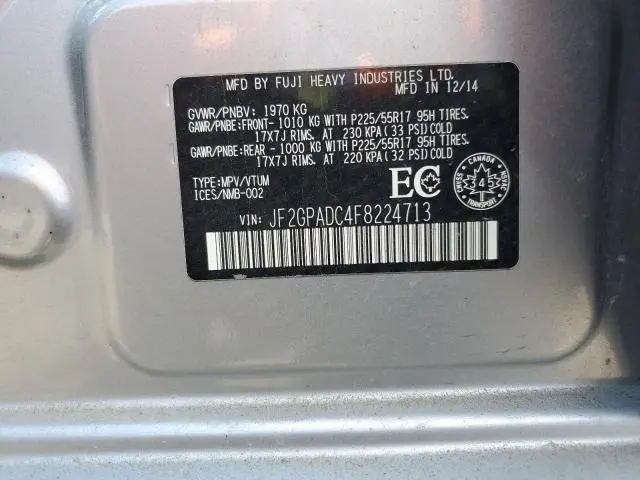 MFD BY FUJI HEAVY INDUSTRIES LTD.
MFD IN 12/14
GVWR/PNBV: 1970 KG
GAWR/PNBE:FRONT- 1010 KG WITH P225/55R17 95H TIRES.
17X7J RIMS. AT 230 KPA (33 PSI)COLD
GAWR/PNBE:REAR - 1000 KG WITH P225/55R17 95H TIRES.
17X7J RIMS. AT 220 KPA (32 PSI)COLD
TYPE:MPV/VTUM
ICES/NMB-002
EC
CANADA
343
TRANSPORT
VIN: JF2GPADC4F8224713